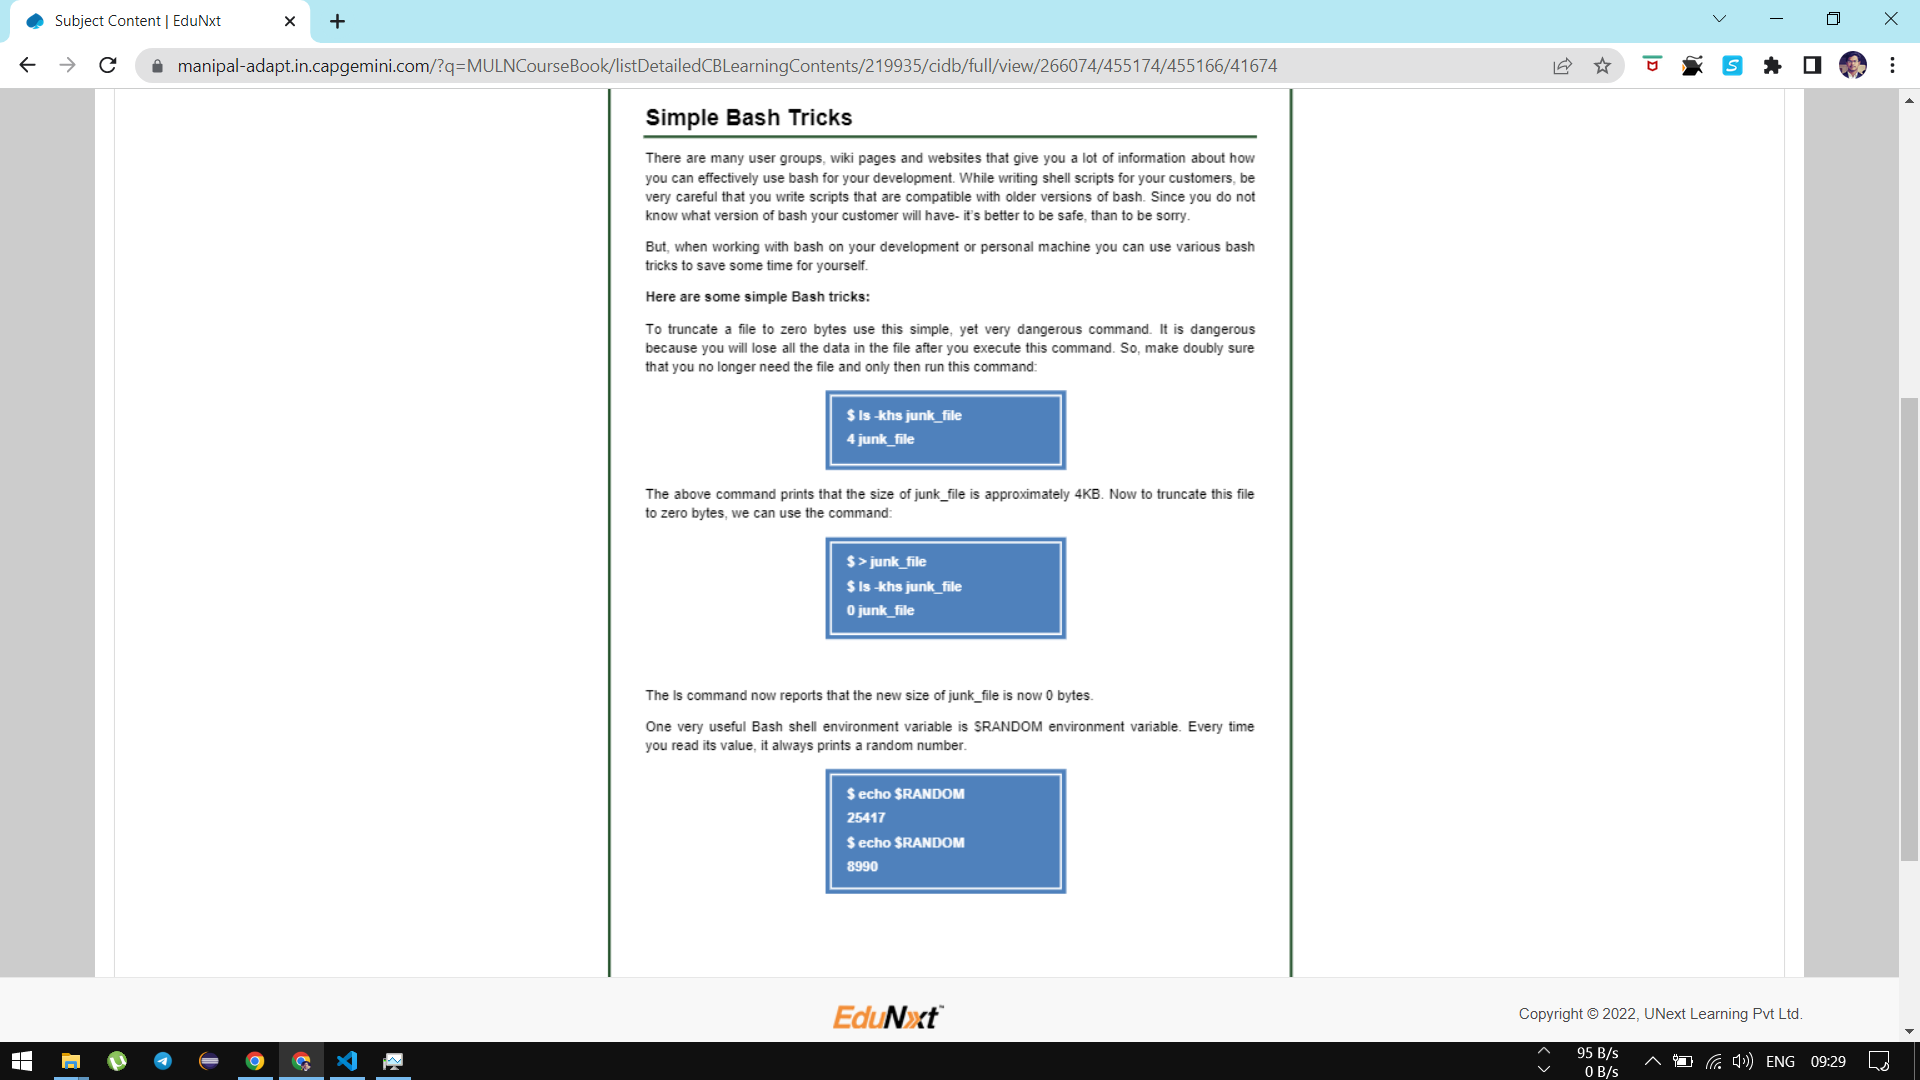 Subject Content | EduNxt
manipal-adapt.in.capgemini.com/?q=MULNCourseBook/listDetailedCBLearningContents/219935/cidb/full/view/266074/455174/455166/41674
Simple Bash Tricks
There are many user groups, wiki pages and websites that give you a lot of information about how
you can effectively use bash for your development. While writing shell scripts for your customers, be
very careful that you write scripts that are compatible with older versions of bash. Since you do not
know what version of bash your customer will have- it's better to be safe, than to be sorry.
But, when working with bash on your development or personal machine you can use various bash
tricks to save some time for yourself.
Here are some simple Bash tricks:
To truncate a file to zero bytes use this simple, yet very dangerous command. It is dangerous
because you will lose all the data in the file after you execute this command. So, make doubly sure
that you no longer need the file and only then run this command:
$ ls -khs junk_file
4 junk_file
The above command prints that the size of junk_file is approximately 4KB. Now to truncate this file
to zero bytes, we can use the command:
$ > junk_file
$ ls -khs junk_file
0 junk_file
The ls command now reports that the new size of junk_file is now 0 bytes.
One very useful Bash shell environment variable is $RANDOM environment variable. Every time
you read its value, it always prints a random number.
$ echo $RANDOM
25417
$ echo $RANDOM
8990
EduNxt™
Copyright © 2022, UNext Learning Pvt Ltd.
95 B/s
0 B/s
ENG
09:29